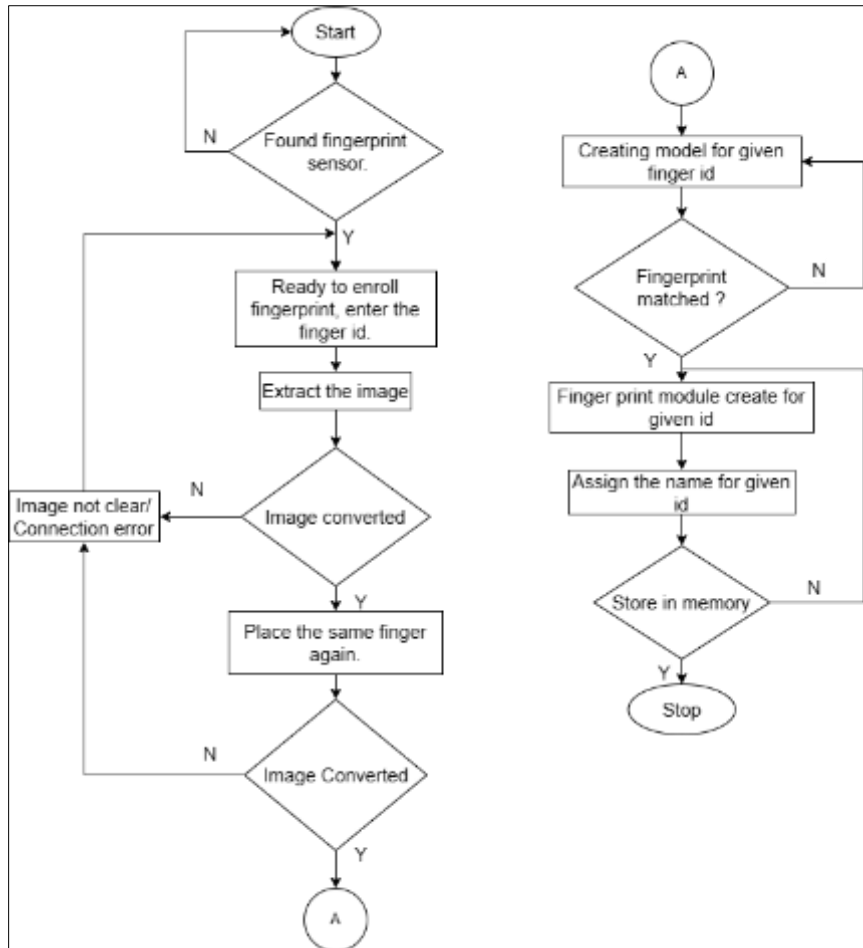 Start
N
Found fingerprint
sensor.
Y
Ready to enroll
fingerprint, enter the
finger id.
Extract the image
N
Image not clear/
Connection error
Image converted
Y
Place the same finger
again.
N
Image Converted
Y
A
A
Creating model for given
finger id
Fingerprint
matched ?
N
Y
Finger print module create for
given id
Assign the name for given
id
Store in memory
N
Y
Stop